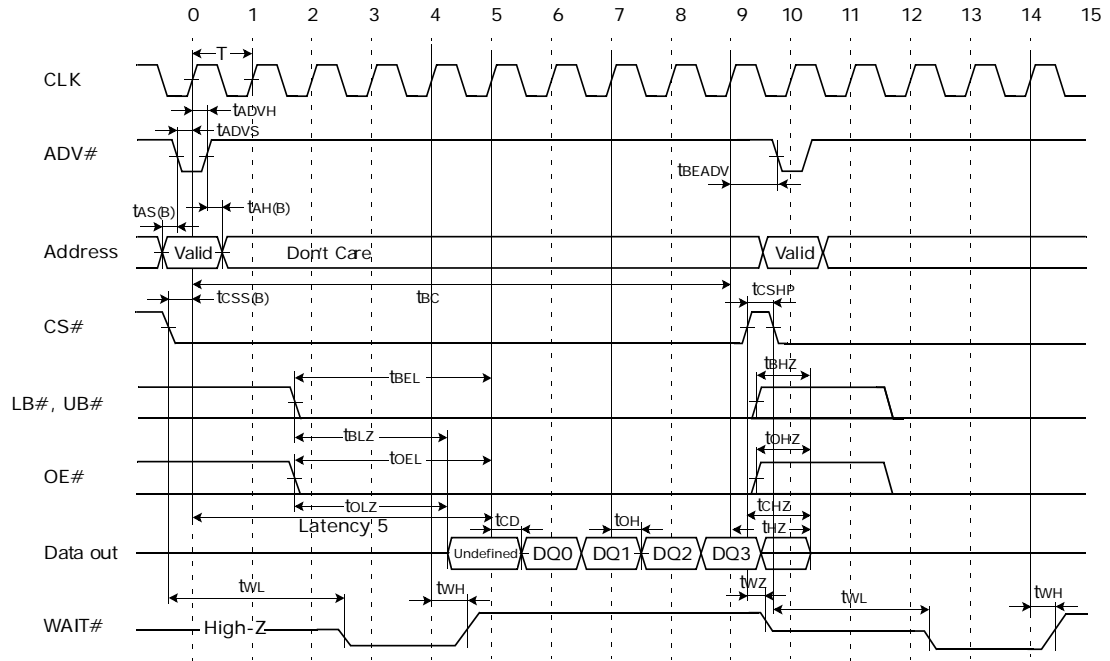 0 1 2 3 4 5 6 7 8 9 10 11 12 13 14 15
T
CLK
tADVH
tADVS
ADV#
tBEADV
tAS(B) tAH(B)
Address Valid Don't Care Valid
tCSS(B) tBC tCSHP
CS#
tBEL tBHZ
LB#, UB#
tBLZ
tOEL tOHZ
OE#
tOLZ tCHZ
Latency 5 tCD tOH tHZ
Data out Undefined DQ0 DQ1 DQ2 DQ3
tWL tWH tWZ tWL tWH
WAIT# High-Z